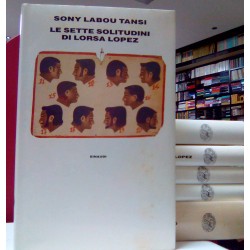 SONY LABOU TANSI
LE SETTE SOLITUDINI
DI LORSA LOPEZ
EINAUDI
LOPEZ